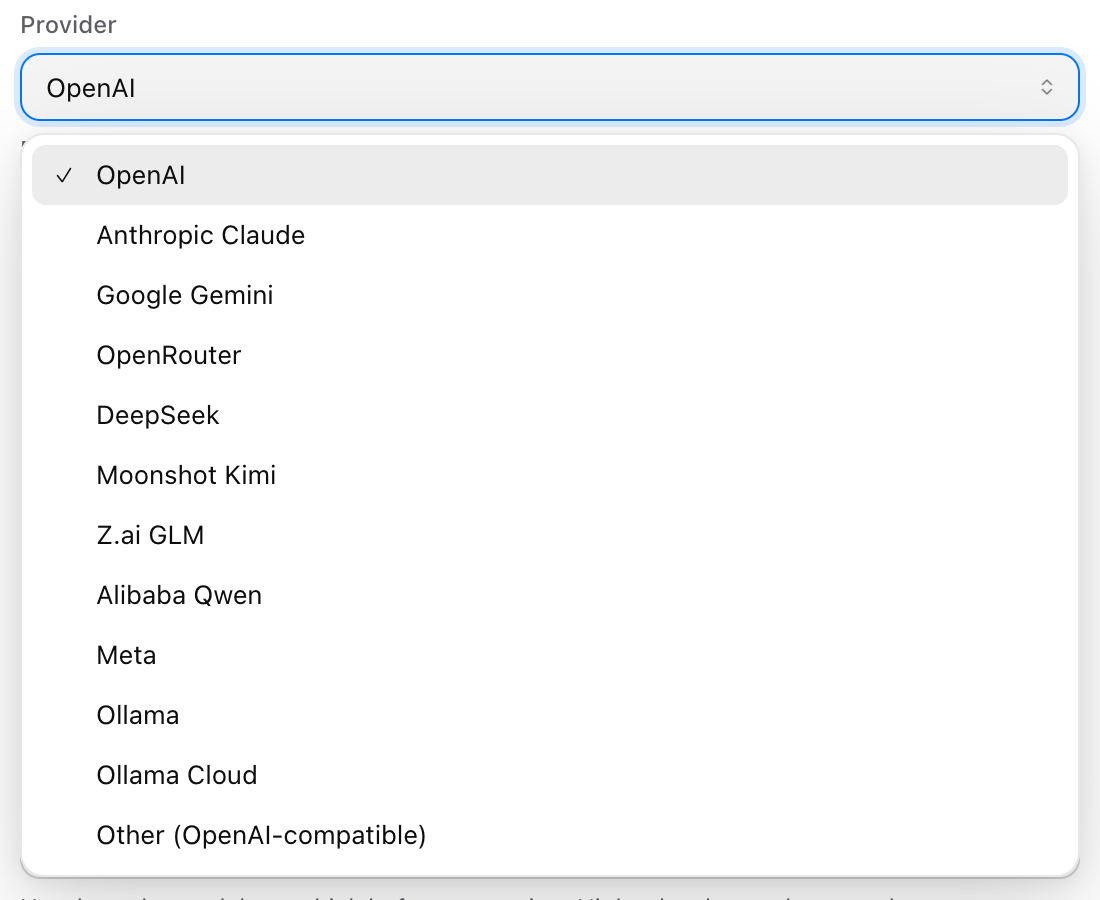 Provider
OpenAI
OpenAI
Anthropic Claude
Google Gemini
OpenRouter
DeepSeek
Moonshot Kimi
Z.ai GLM
Alibaba Qwen
Meta
Ollama
Ollama Cloud
Other (OpenAI-compatible)